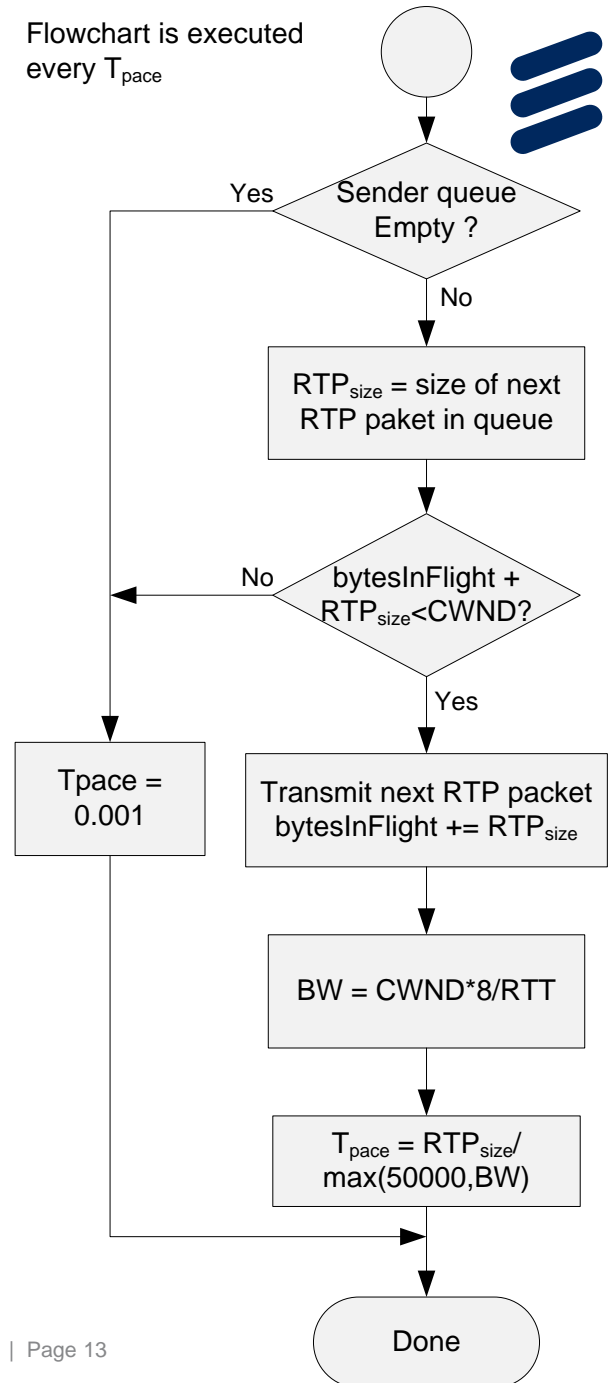 Flowchart is executed
every Tpace
Sender queue
Empty ?
Yes
No
RTPsize = size of next
RTP paket in queue
bytesInFlight +
RTPsize<CWND?
No
Yes
Tpace =
0.001
Transmit next RTP packet
bytesInFlight += RTPsize
BW = CWND*8/RTT
Tpace = RTPsize/
max(50000,BW)
Done
| Page 13